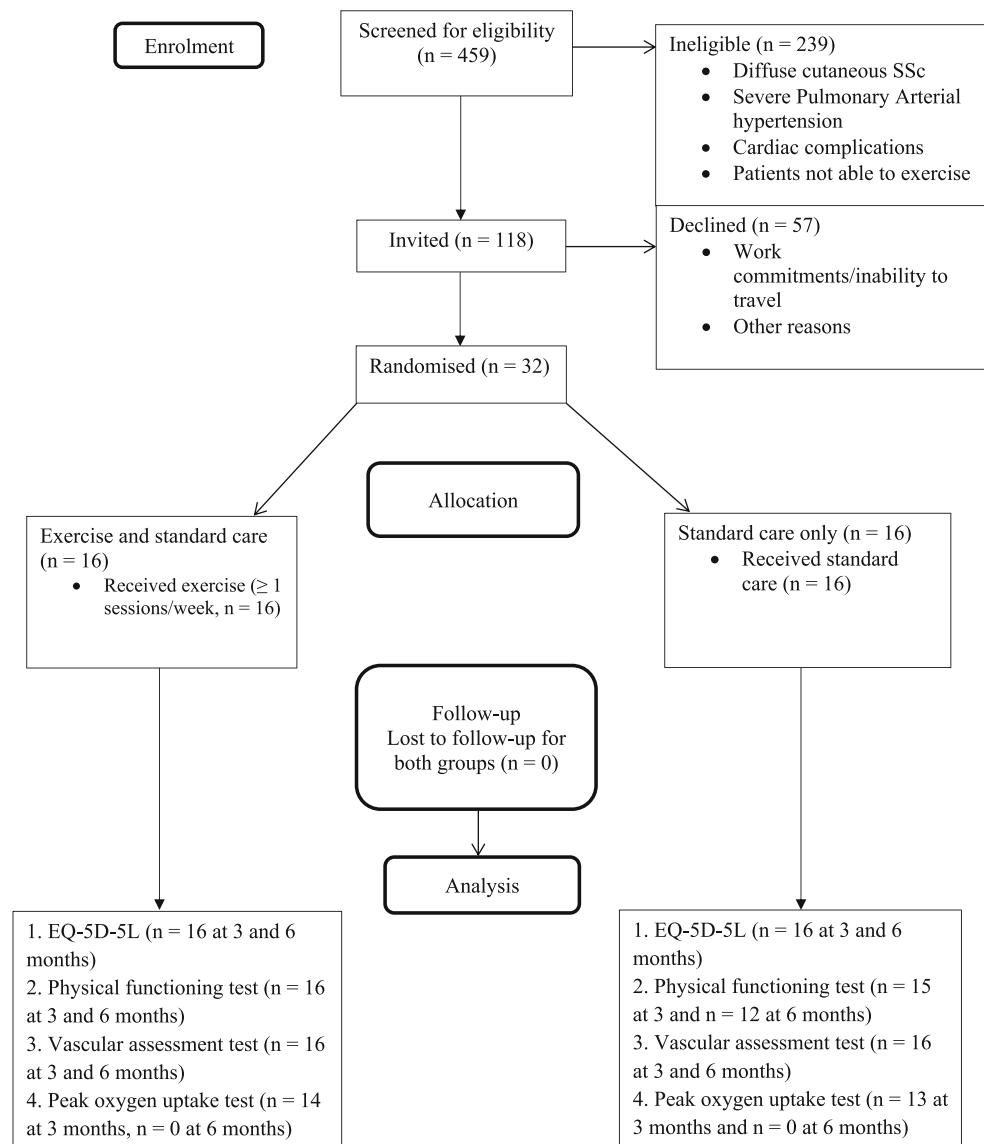 Enrolment
Screened for eligibility
(n = 459)
Ineligible (n = 239)
• Diffuse cutaneous SSc
• Severe Pulmonary Arterial
hypertension
• Cardiac complications
• Patients not able to exercise
Invited (n = 118)
Declined (n = 57)
• Work
commitments/inability to
travel
• Other reasons
Randomised (n = 32)
Allocation
Exercise and standard care
(n = 16)
• Received exercise (≥ 1
sessions/week, n = 16)
Standard care only (n = 16)
• Received standard
care (n = 16)
Follow-up
Lost to follow-up for
both groups (n = 0)
Analysis
1. EQ-5D-5L (n = 16 at 3 and 6
months)
2. Physical functioning test (n = 16
at 3 and 6 months)
3. Vascular assessment test (n = 16
at 3 and 6 months)
4. Peak oxygen uptake test (n = 14
at 3 months, n = 0 at 6 months)
1. EQ-5D-5L (n = 16 at 3 and 6
months)
2. Physical functioning test (n = 15
at 3 and n = 12 at 6 months)
3. Vascular assessment test (n = 16
at 3 and 6 months)
4. Peak oxygen uptake test (n = 13 at
3 months and n = 0 at 6 months)